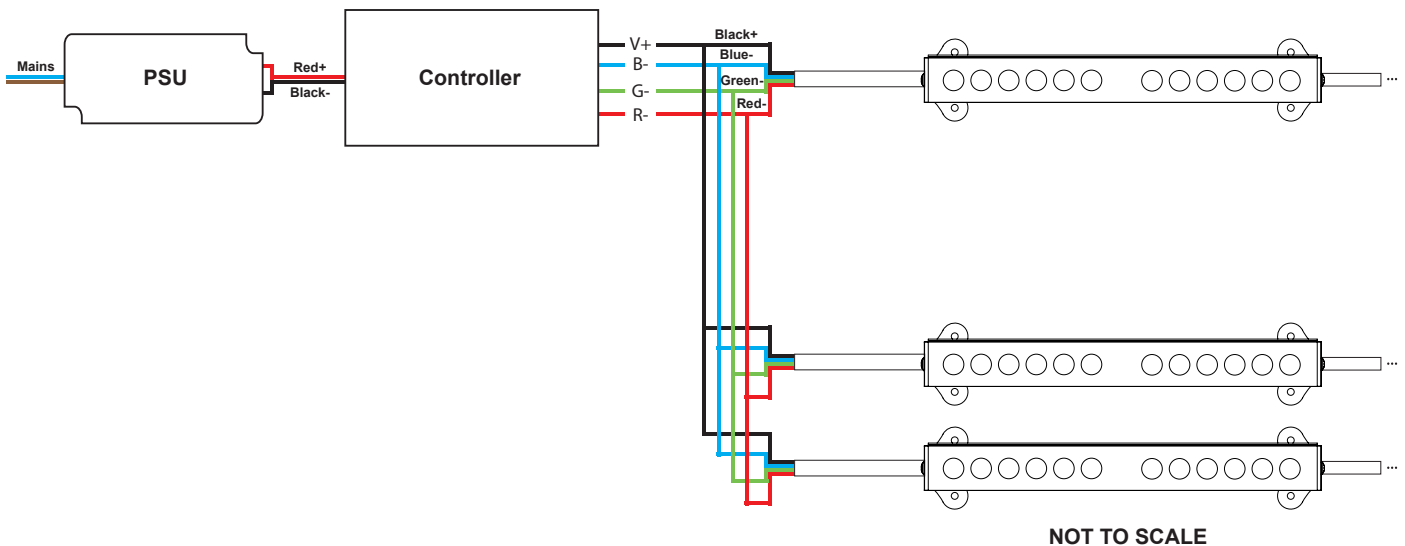 Mains
PSU
Red+
Black-
Controller
V+
B-
G-
R-
Black+
Blue-
Green-
Red-
...
...
...
NOT TO SCALE